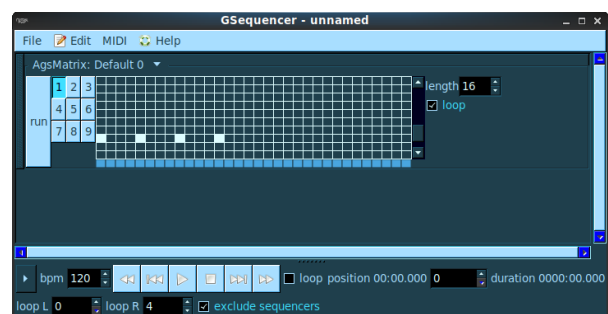 GSequencer - unnamed
File Edit MIDI Help
AgsMatrix: Default 0
run 1 2 3 length 16
4 5 6 loop
7 8 9
bpm 120 loop position 00:00.000 0 duration 0000:00.000
loop L 0 loop R 4 exclude sequencers